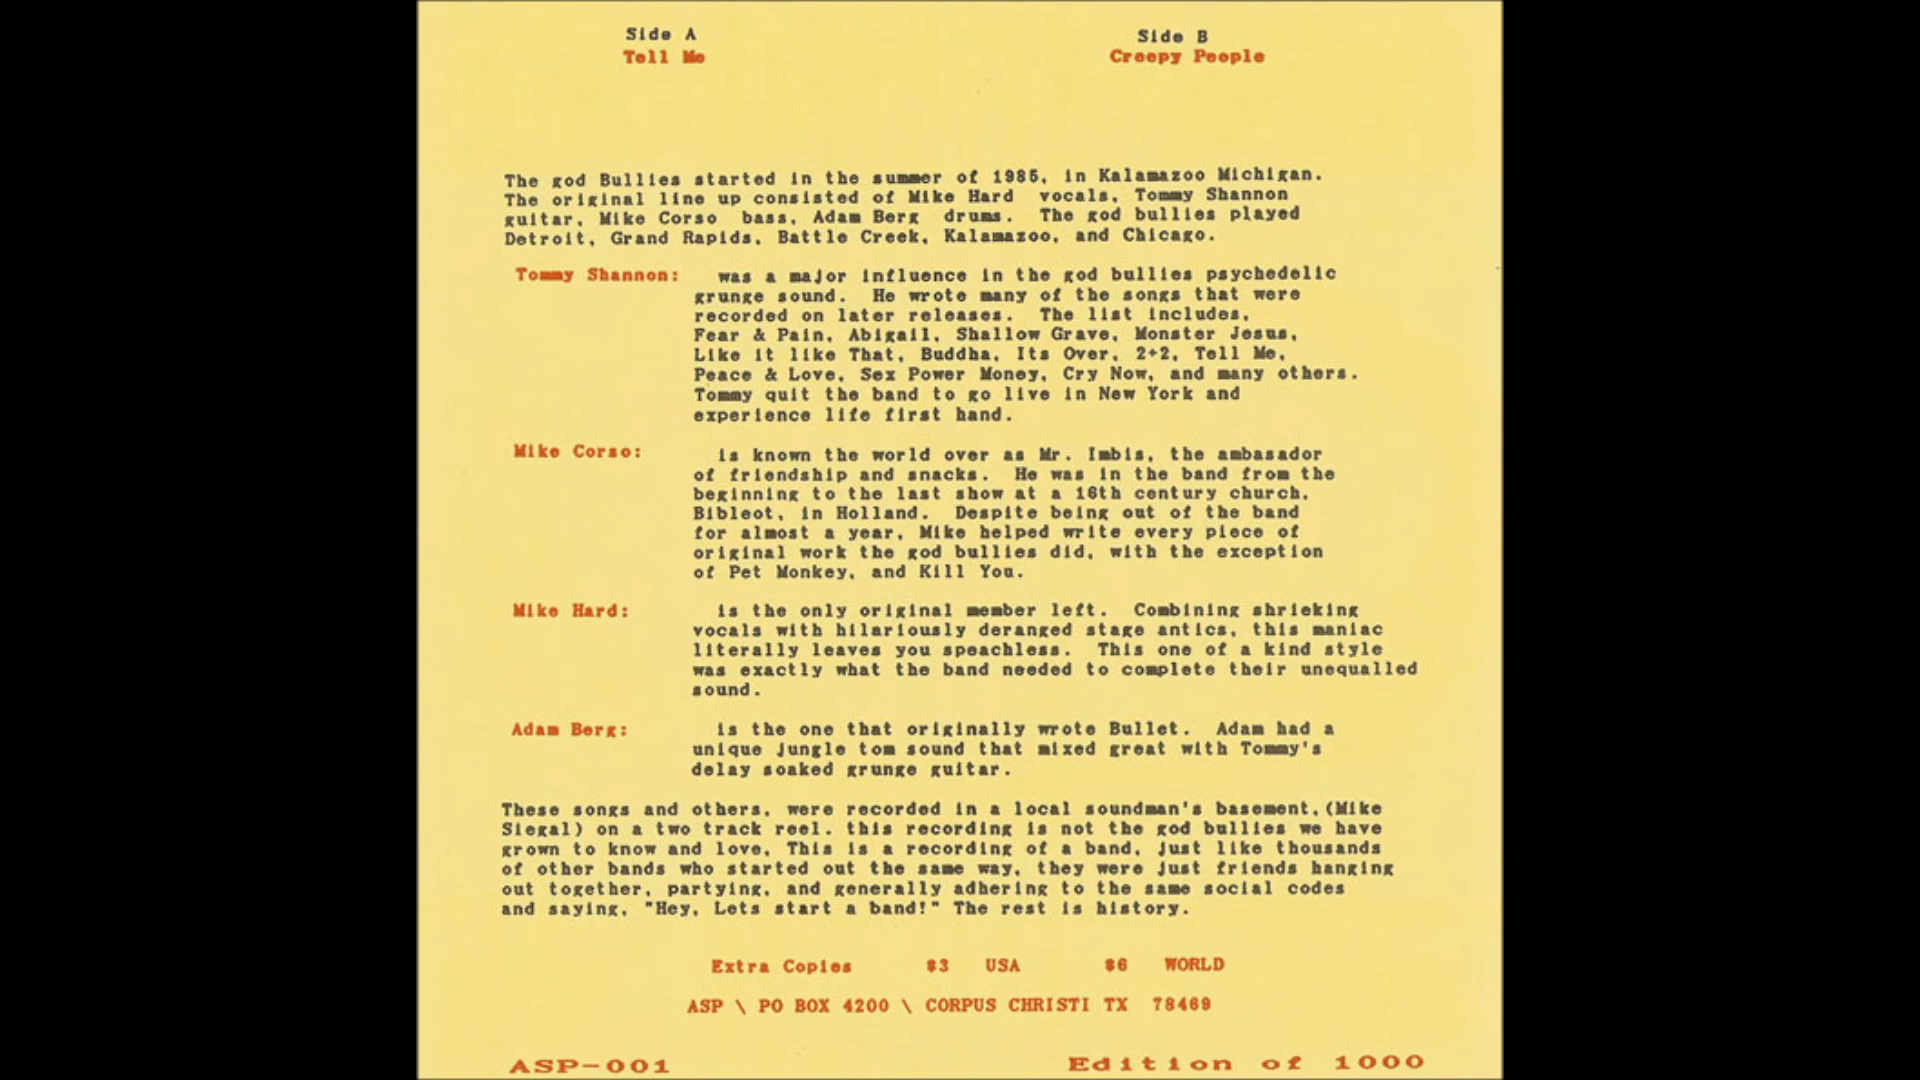 Side A Side B
Tell Me Creepy People
The god Bullies started in the summer of 1985, in Kalamazoo Michigan.
The original line up consisted of Mike Hard vocals, Tommy Shannon
guitar, Mike Corso bass, Adam Berg drums. The god bullies played
Detroit, Grand Rapids, Battle Creek, Kalamazoo, and Chicago.
Tommy Shannon: was a major influence in the god bullies psychedelic
grunge sound. He wrote many of the songs that were
recorded on later releases. The list includes,
Fear & Pain, Abigail, Shallow Grave, Monster Jesus,
Like it like That, Buddha, Its Over, 2+2, Tell Me,
Peace & Love, Sex Power Money, Cry Now, and many others.
Tommy quit the band to go live in New York and
experience life first hand.
Mike Corso: is known the world over as Mr. Imbis, the ambasador
of friendship and snacks. He was in the band from the
beginning to the last show at a 16th century church,
Bibleot, in Holland. Despite being out of the band
for almost a year, Mike helped write every piece of
original work the god bullies did, with the exception
of Pet Monkey, and Kill You.
Mike Hard: is the only original member left. Combining shrieking
vocals with hilariously deranged stage antics, this maniac
literally leaves you speachless. This one of a kind style
was exactly what the band needed to complete their unequalled
sound.
Adam Berg: is the one that originally wrote Bullet. Adam had a
unique jungle tom sound that mixed great with Tommy's
delay soaked grunge guitar.
These songs and others, were recorded in a local soundman's basement,(Mike
Siegal) on a two track reel. this recording is not the god bullies we have
grown to know and love, This is a recording of a band, just like thousands
of other bands who started out the same way, they were just friends hanging
out together, partying, and generally adhering to the same social codes
and saying, "Hey, Lets start a band!" The rest is history.
Extra Copies $3 USA $6 WORLD
ASP \ PO BOX 4200 \ CORPUS CHRISTI TX 78469
ASP-001 Edition of 1000